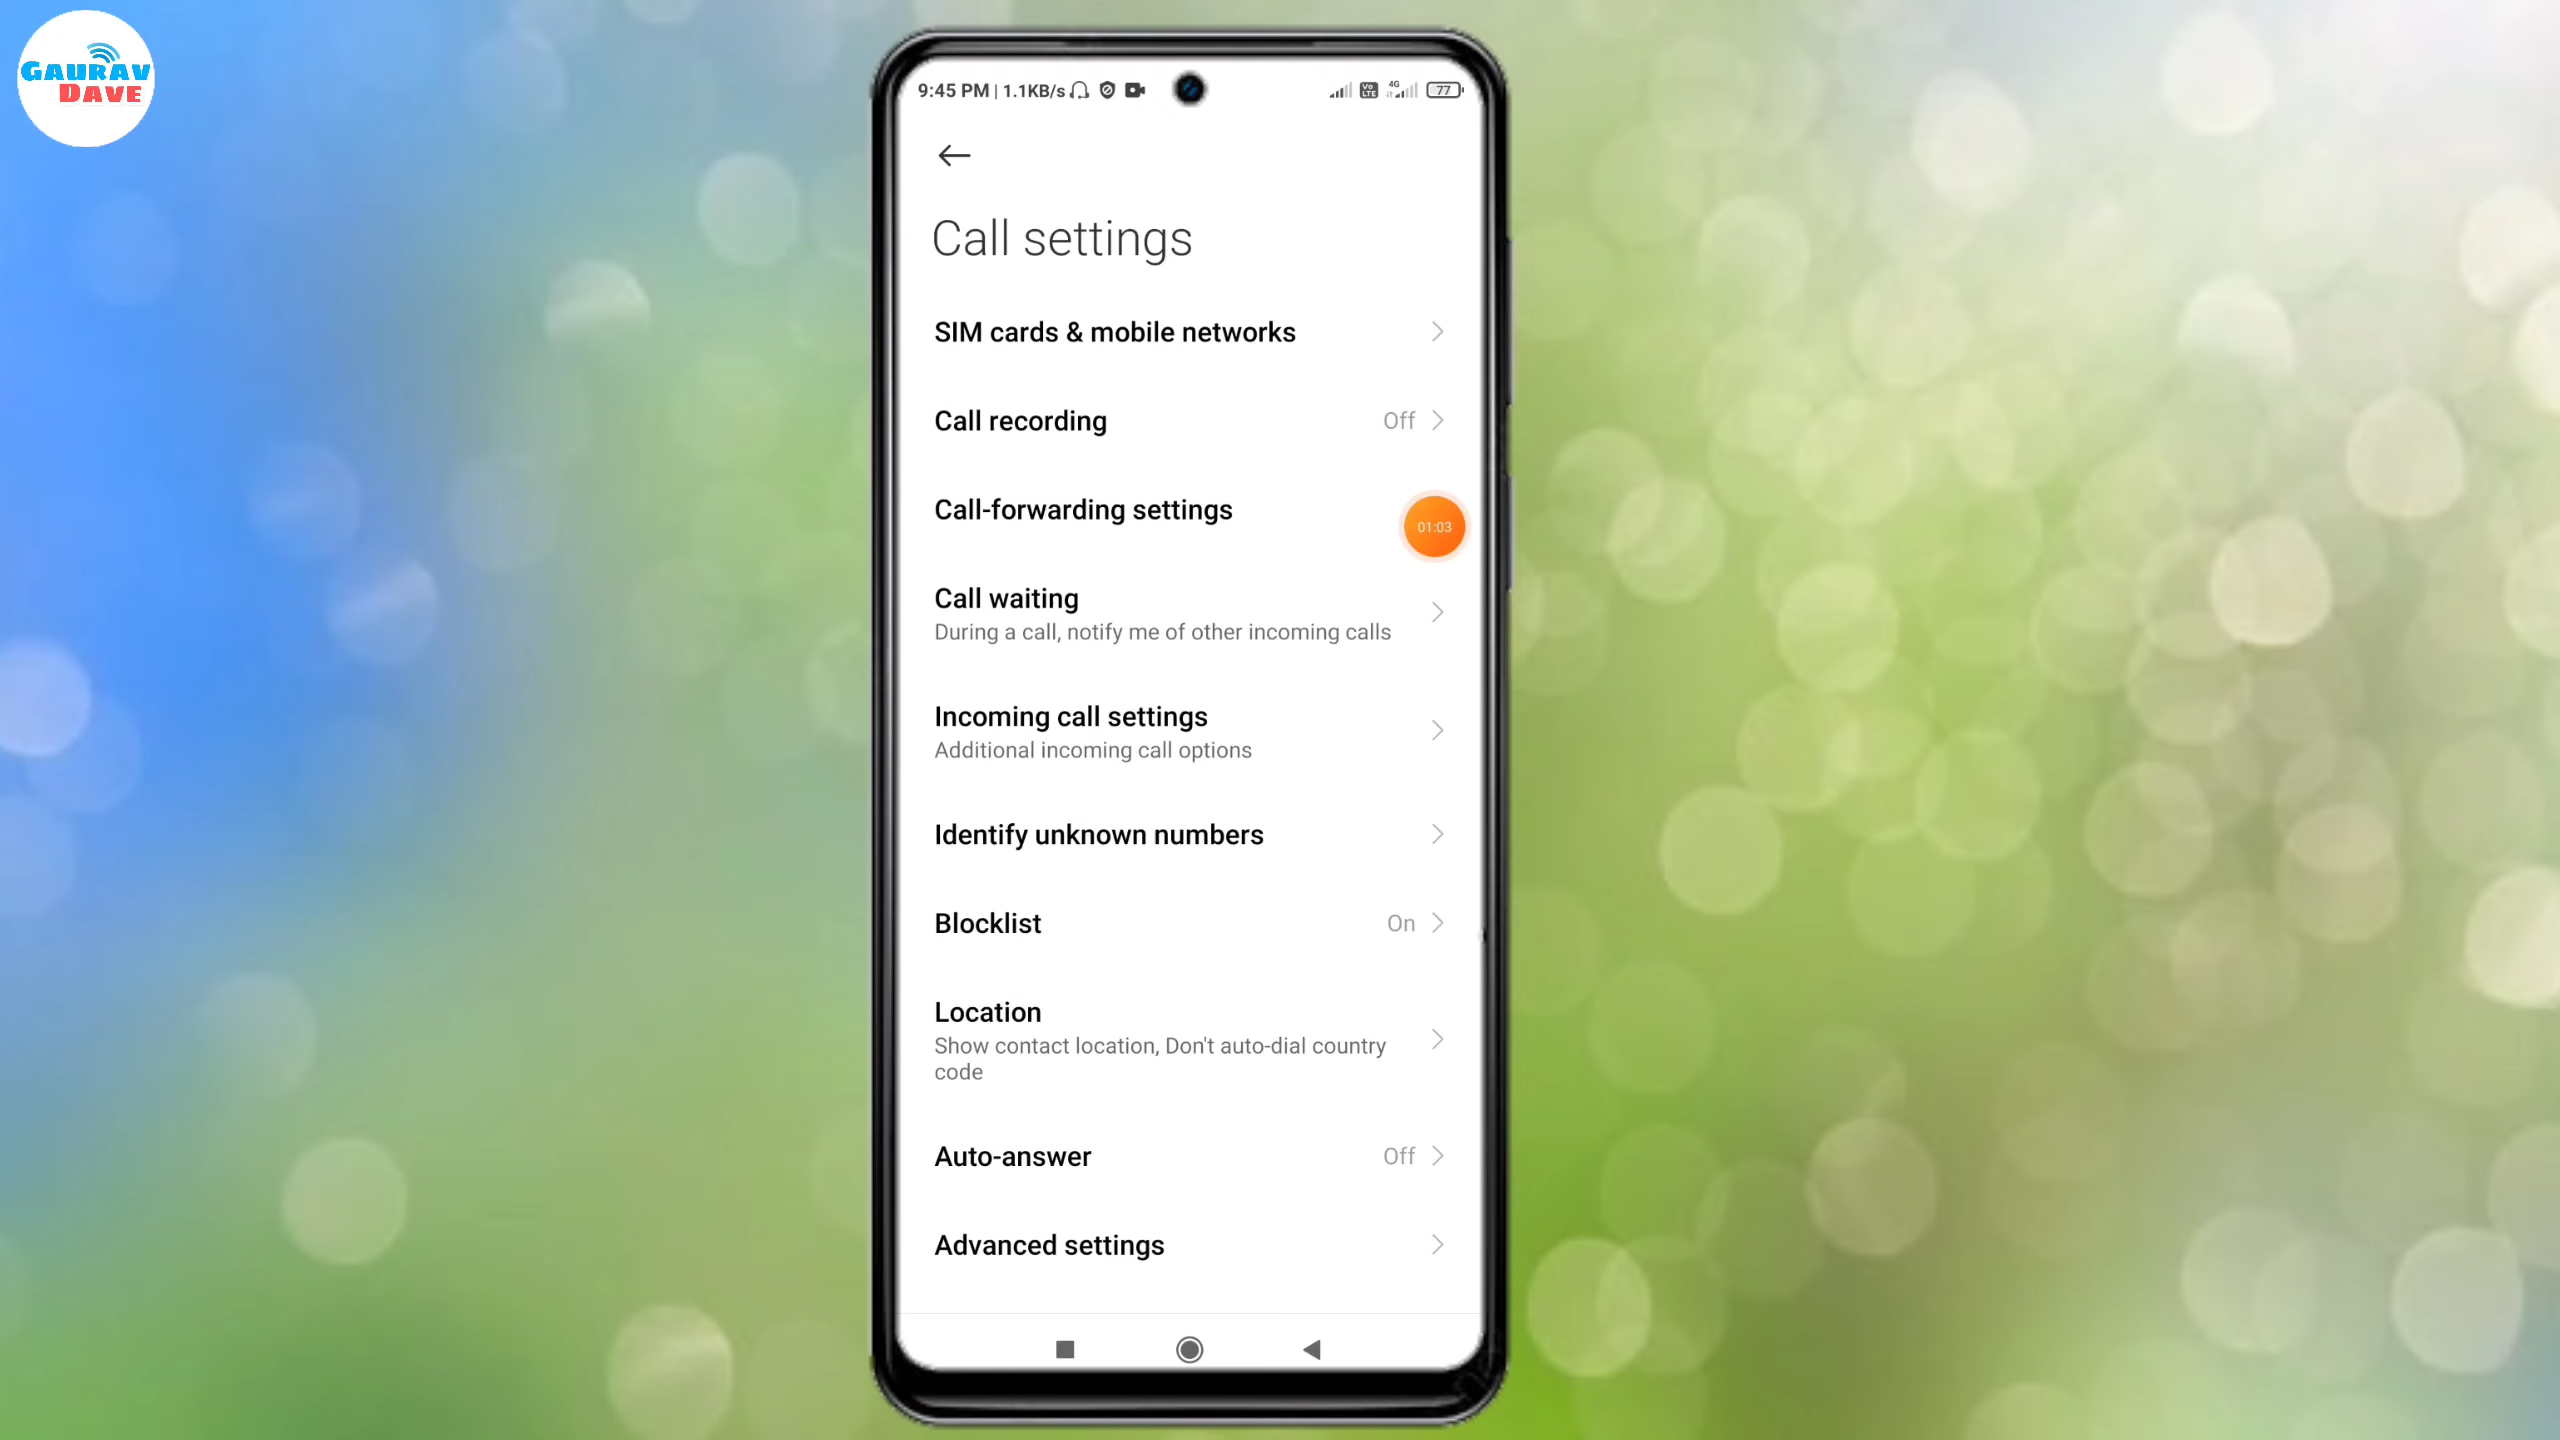 GAURAV
DAVE
9:45 PM | 1.1KB/s
Vo
LTE
4G
77
Call settings
SIM cards & mobile networks
Call recording
Off
Call-forwarding settings
01:03
Call waiting
During a call, notify me of other incoming calls
Incoming call settings
Additional incoming call options
Identify unknown numbers
Blocklist
On
Location
Show contact location, Don't auto-dial country
code
Auto-answer
Off
Advanced settings